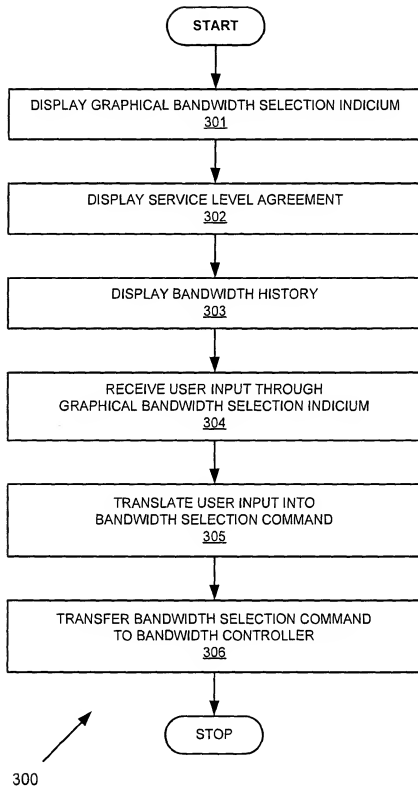 START
DISPLAY GRAPHICAL BANDWIDTH SELECTION INDICIUM
301
DISPLAY SERVICE LEVEL AGREEMENT
302
DISPLAY BANDWIDTH HISTORY
303
RECEIVE USER INPUT THROUGH
GRAPHICAL BANDWIDTH SELECTION INDICIUM
304
TRANSLATE USER INPUT INTO
BANDWIDTH SELECTION COMMAND
305
TRANSFER BANDWIDTH SELECTION COMMAND
TO BANDWIDTH CONTROLLER
306
STOP
300